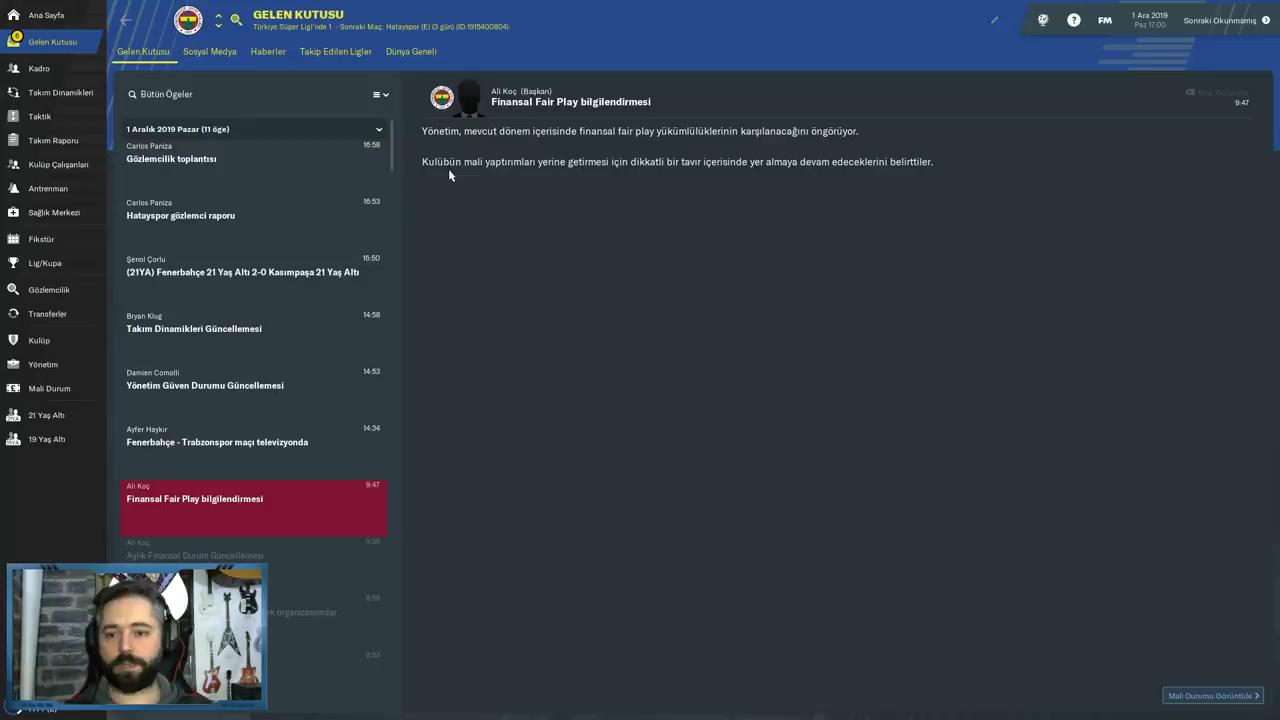 Ana Sayfa
6
Gelen Kutusu
Kadro
Takım Dinamikleri
Taktik
Takım Raporu
Kulüp Çalışanları
Antrenman
Sağlık Merkezi
Fikstür
Lig/Kupa
Gözlemcilik
Transferler
Kulüp
Yönetim
Mali Durum
21 Yaş Altı
19 Yaş Altı
GELEN KUTUSU
Türkiye Süper Ligi'nde 1. - Sonraki Maç: Hatayspor (E) (3 gün) (ID:1915400804)
FM
1 Ara 2019
Paz 17:00
Sonraki Okunmamış
Gelen Kutusu
Sosyal Medya
Haberler
Takip Edilen Ligler
Dünya Geneli
Bütün Ögeler
1 Aralık 2019 Pazar (11 öge)
Carlos Paniza 16:58
Gözlemcilik toplantısı
Carlos Paniza 16:53
Hatayspor gözlemci raporu
Şenol Çorlu 16:50
(21YA) Fenerbahçe 21 Yaş Altı 2-0 Kasımpaşa 21 Yaş Altı
Bryan Klug 14:58
Takım Dinamikleri Güncellemesi
Damien Comolli 14:53
Yönetim Güven Durumu Güncellemesi
Ayfer Haykır 14:34
Fenerbahçe - Trabzonspor maçı televizyonda
Ali Koç 9:47
Finansal Fair Play bilgilendirmesi
Ali Koç
Aylık Finansal Durum Güncellemesi
organizasyonlar
Ali Koç (Başkan)
Finansal Fair Play bilgilendirmesi
Mali Durumu
9:47
Yönetim, mevcut dönem içerisinde finansal fair play yükümlülüklerinin karşılanacağını öngörüyor.
Kulübün mali yaptırımları yerine getirmesi için dikkatli bir tavır içerisinde yer almaya devam edeceklerini belirttiler.
Mali Durumu Görüntüle